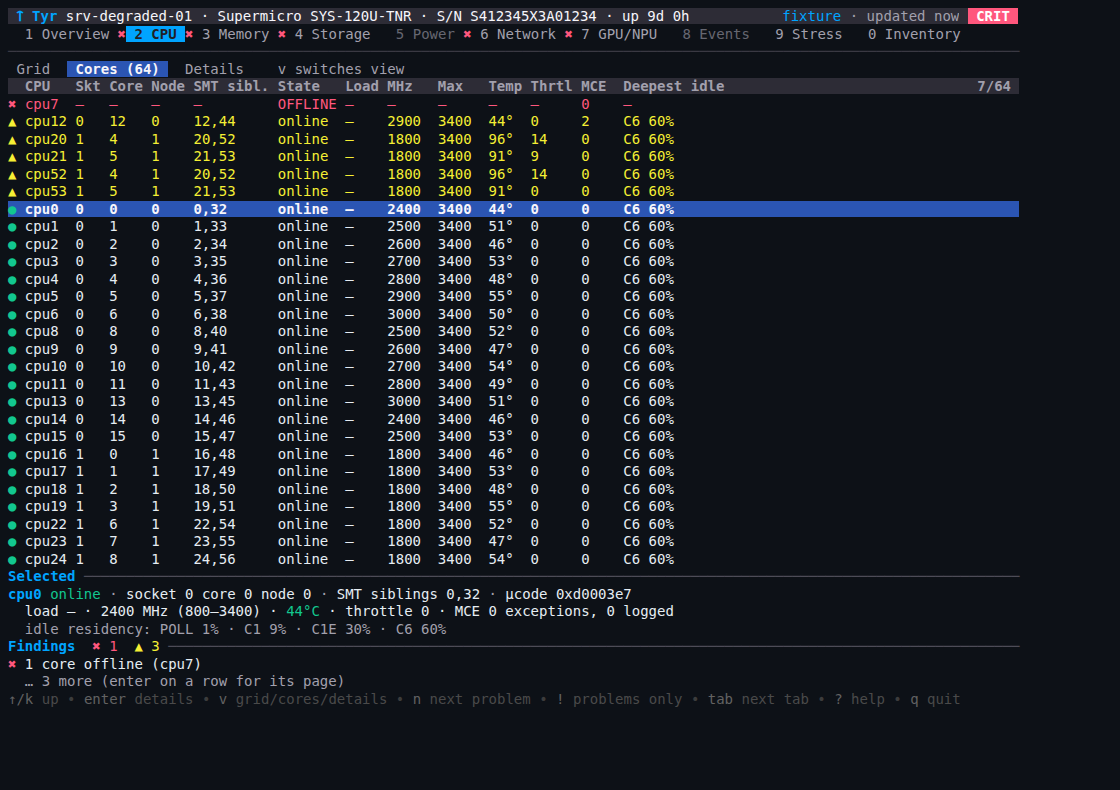 ↑ Tyr srv-degraded-01 · Supermicro SYS-120U-TNR · S/N S412345X3A01234 · up 9d 0h fixture · updated now CRIT
1 Overview ✖ 2 CPU ✖ 3 Memory ✖ 4 Storage 5 Power ✖ 6 Network ✖ 7 GPU/NPU 8 Events 9 Stress 0 Inventory
Grid Cores (64) Details v switches view
CPU Skt Core Node SMT sibl. State Load MHz Max Temp Thrtl MCE Deepest idle 7/64
✖ cpu7 — — — — OFFLINE — — — — — 0 —
▲ cpu12 0 12 0 12,44 online — 2900 3400 44° 0 2 C6 60%
▲ cpu20 1 4 1 20,52 online — 1800 3400 96° 14 0 C6 60%
▲ cpu21 1 5 1 21,53 online — 1800 3400 91° 9 0 C6 60%
▲ cpu52 1 4 1 20,52 online — 1800 3400 96° 14 0 C6 60%
▲ cpu53 1 5 1 21,53 online — 1800 3400 91° 0 0 C6 60%
● cpu0 0 0 0 0,32 online — 2400 3400 44° 0 0 C6 60%
● cpu1 0 1 0 1,33 online — 2500 3400 51° 0 0 C6 60%
● cpu2 0 2 0 2,34 online — 2600 3400 46° 0 0 C6 60%
● cpu3 0 3 0 3,35 online — 2700 3400 53° 0 0 C6 60%
● cpu4 0 4 0 4,36 online — 2800 3400 48° 0 0 C6 60%
● cpu5 0 5 0 5,37 online — 2900 3400 55° 0 0 C6 60%
● cpu6 0 6 0 6,38 online — 3000 3400 50° 0 0 C6 60%
● cpu8 0 8 0 8,40 online — 2500 3400 52° 0 0 C6 60%
● cpu9 0 9 0 9,41 online — 2600 3400 47° 0 0 C6 60%
● cpu10 0 10 0 10,42 online — 2700 3400 54° 0 0 C6 60%
● cpu11 0 11 0 11,43 online — 2800 3400 49° 0 0 C6 60%
● cpu13 0 13 0 13,45 online — 3000 3400 51° 0 0 C6 60%
● cpu14 0 14 0 14,46 online — 2400 3400 46° 0 0 C6 60%
● cpu15 0 15 0 15,47 online — 2500 3400 53° 0 0 C6 60%
● cpu16 1 0 1 16,48 online — 1800 3400 46° 0 0 C6 60%
● cpu17 1 1 1 17,49 online — 1800 3400 53° 0 0 C6 60%
● cpu18 1 2 1 18,50 online — 1800 3400 48° 0 0 C6 60%
● cpu19 1 3 1 19,51 online — 1800 3400 55° 0 0 C6 60%
● cpu22 1 6 1 22,54 online — 1800 3400 52° 0 0 C6 60%
● cpu23 1 7 1 23,55 online — 1800 3400 47° 0 0 C6 60%
● cpu24 1 8 1 24,56 online — 1800 3400 54° 0 0 C6 60%
Selected
cpu0 online · socket 0 core 0 node 0 · SMT siblings 0,32 · µcode 0xd0003e7
load — · 2400 MHz (800–3400) · 44°C · throttle 0 · MCE 0 exceptions, 0 logged
idle residency: POLL 1% · C1 9% · C1E 30% · C6 60%
Findings ✖ 1 ▲ 3
✖ 1 core offline (cpu7)
… 3 more (enter on a row for its page)
↑/k up • enter details • v grid/cores/details • n next problem • ! problems only • tab next tab • ? help • q quit